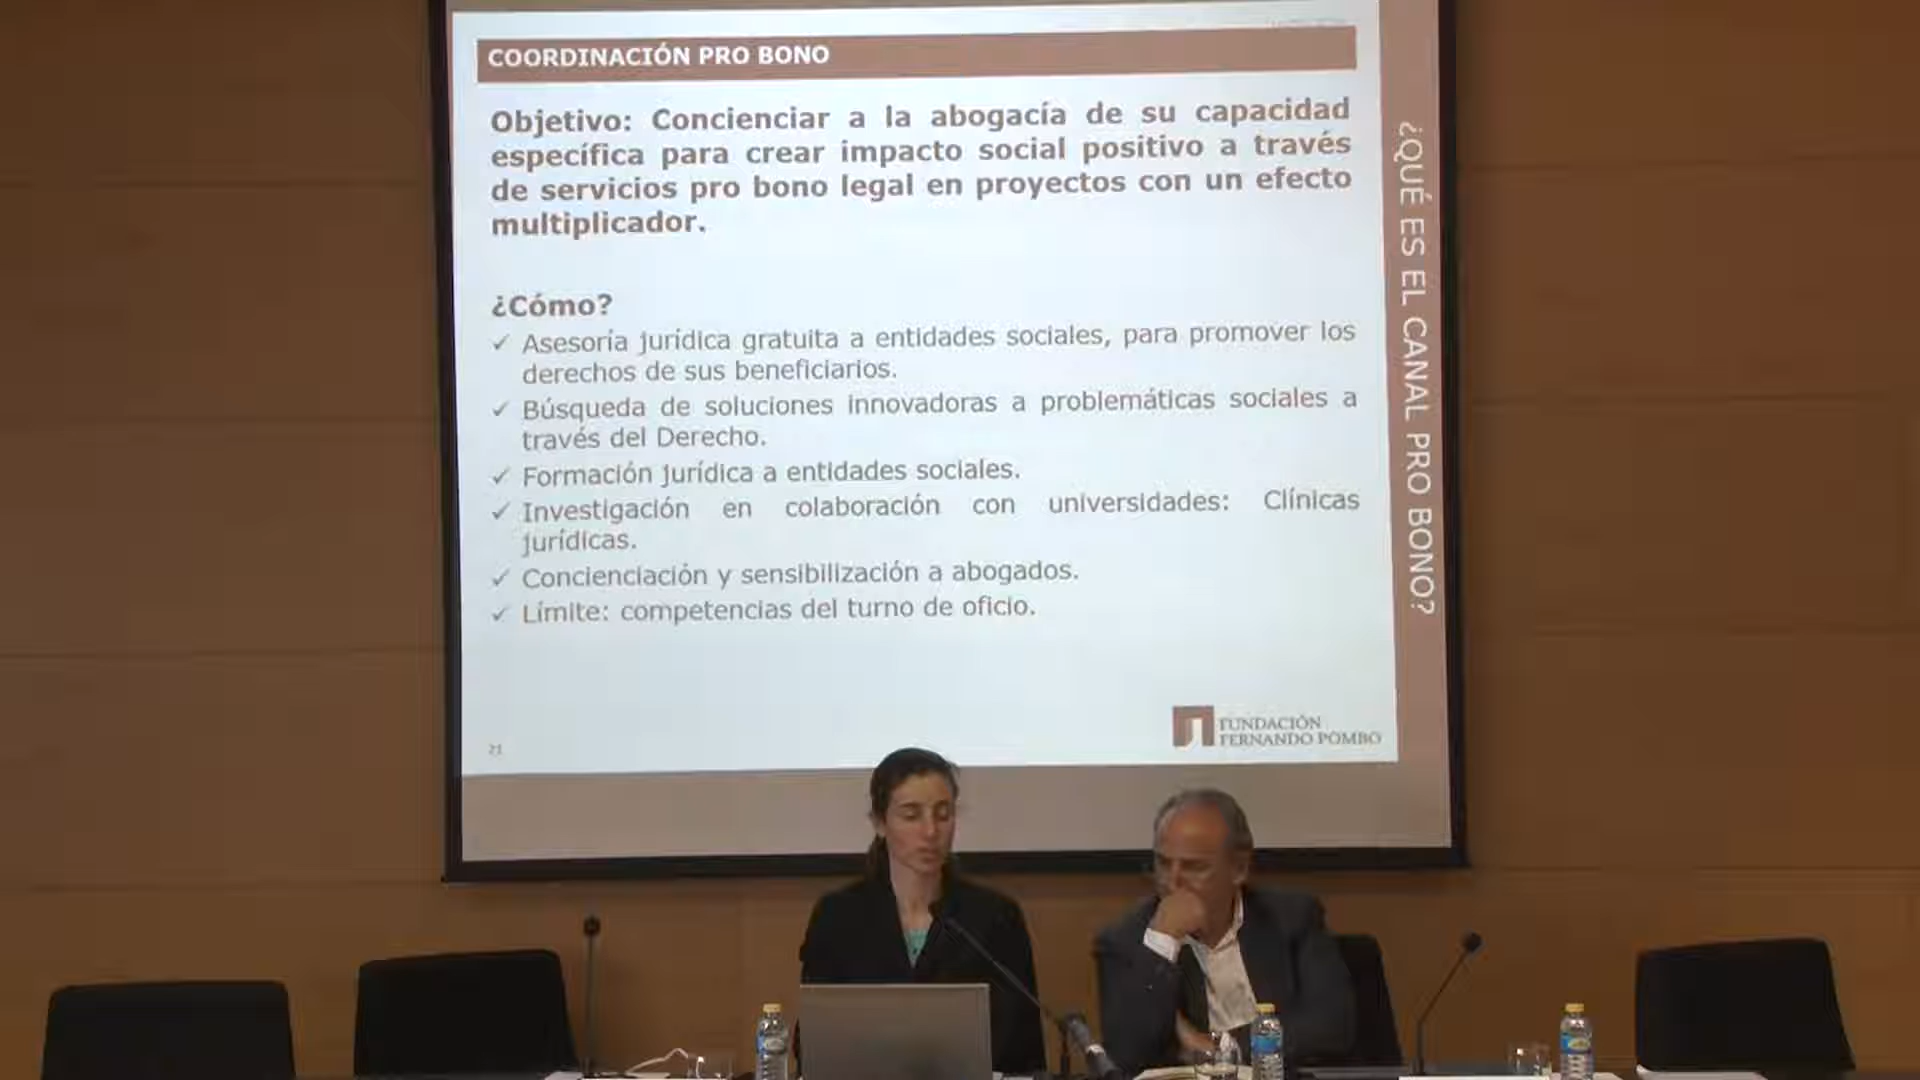 COORDINACIÓN PRO BONO
Objetivo: Concienciar a la abogacía de su capacidad
específica para crear impacto social positivo a través
de servicios pro bono legal en proyectos con un efecto
multiplicador.
¿Cómo?
✓ Asesoría jurídica gratuita a entidades sociales, para promover los
derechos de sus beneficiarios.
✓ Búsqueda de soluciones innovadoras a problemáticas sociales a
través del Derecho.
✓ Formación jurídica a entidades sociales.
✓ Investigación en colaboración con universidades: Clínicas
jurídicas.
✓ Concienciación y sensibilización a abogados.
✓ Límite: competencias del turno de oficio.
21
FUNDACIÓN
FERNANDO POMBO
¿QUÉ ES EL CANAL PRO BONO?